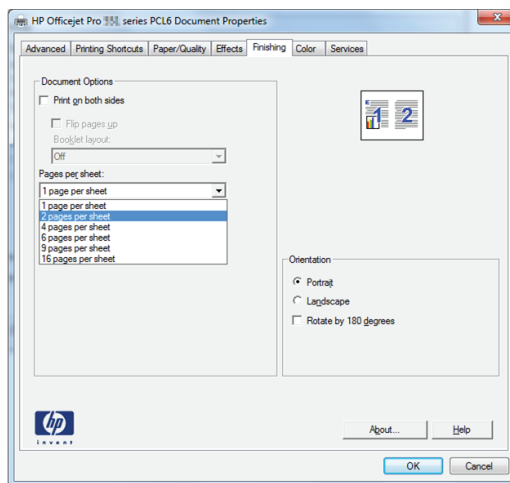 HP Officejet Pro series PCL6 Document Properties
Advanced Printing Shortcuts Paper/Quality Effects Finishing Color Services
Document Options
Print on both sides
Flip pages up
Booklet layout:
Off
Pages per sheet:
1 page per sheet
1 page per sheet
2 pages per sheet
4 pages per sheet
6 pages per sheet
9 pages per sheet
16 pages per sheet
1 2
Orientation
Portrait
Landscape
Rotate by 180 degrees
hp
invent
About... Help
OK Cancel